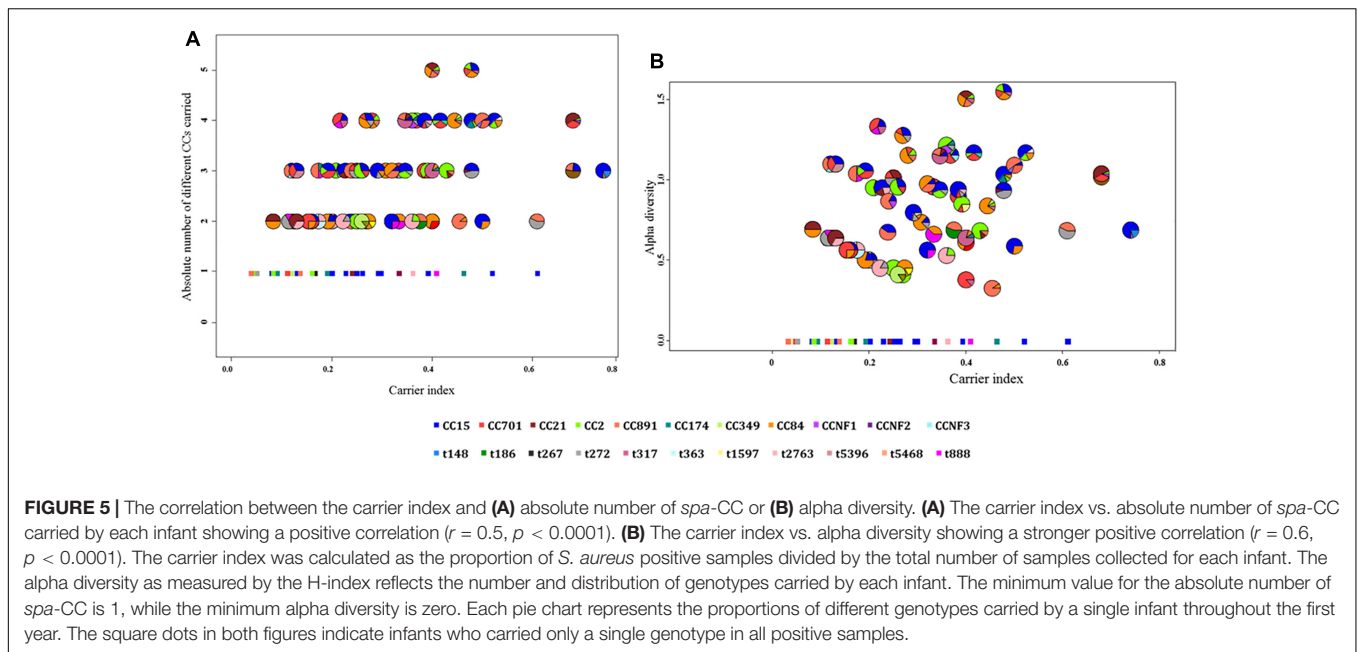 A
Absolute number of different CCs carried
5
4
3
2
1
0
0.0 0.2 0.4 0.6 0.8
Carrier index
B
Alpha diversity
1.5
1.0
0.5
0.0
0 0.2 0.4 0.6 0.8
Carrier index
CC15 CC701 CC21 CC2 CC891 CC174 CC349 CC84 CCNF1 CCNF2 CCNF3
t148 t186 t267 t272 t317 t363 t1597 t2763 t5396 t5468 t888
FIGURE 5 | The correlation between the carrier index and (A) absolute number of spa-CC or (B) alpha diversity. (A) The carrier index vs. absolute number of spa-CC
carried by each infant showing a positive correlation (r = 0.5, p < 0.0001). (B) The carrier index vs. alpha diversity showing a stronger positive correlation (r = 0.6,
p < 0.0001). The carrier index was calculated as the proportion of S. aureus positive samples divided by the total number of samples collected for each infant. The
alpha diversity as measured by the H-index reflects the number and distribution of genotypes carried by each infant. The minimum value for the absolute number of
spa-CC is 1, while the minimum alpha diversity is zero. Each pie chart represents the proportions of different genotypes carried by a single infant throughout the first
year. The square dots in both figures indicate infants who carried only a single genotype in all positive samples.